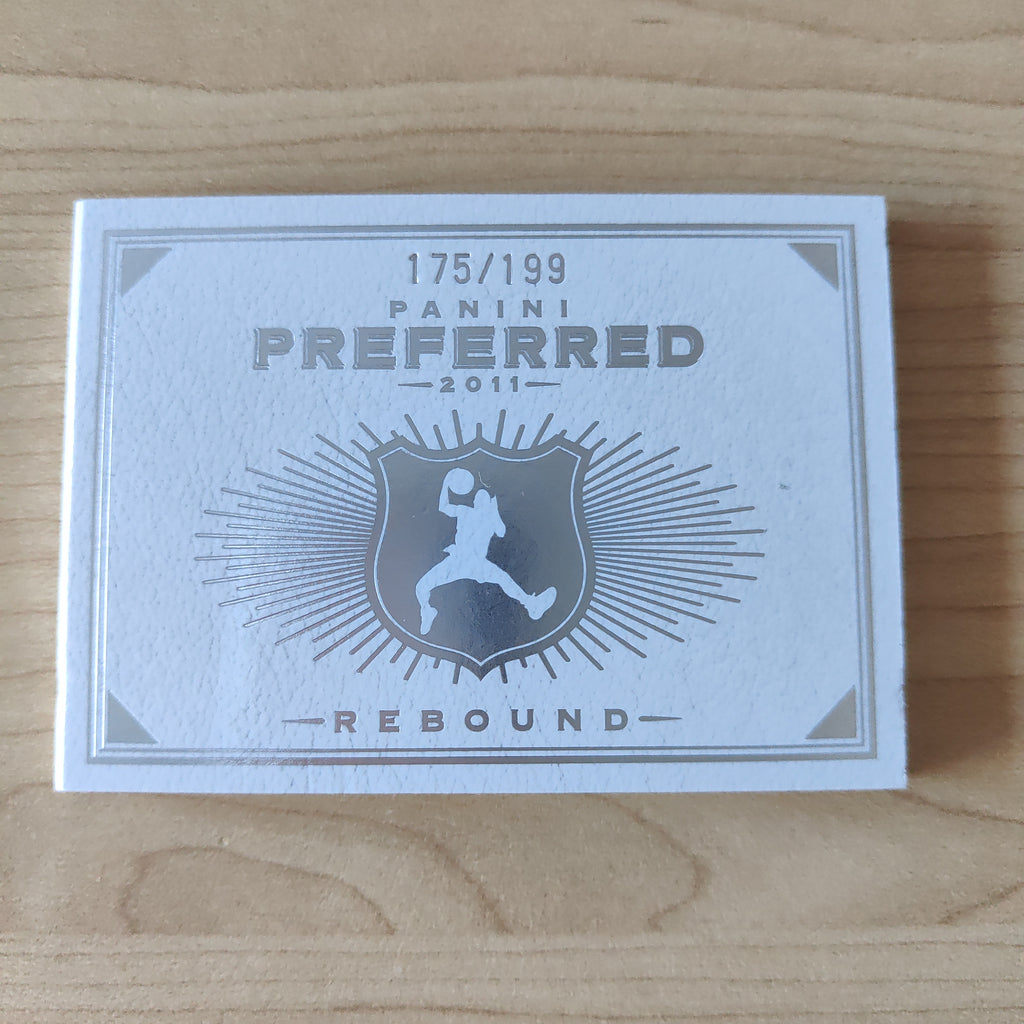 175/199
PANINI
PREFERRED
2011
REBOUND